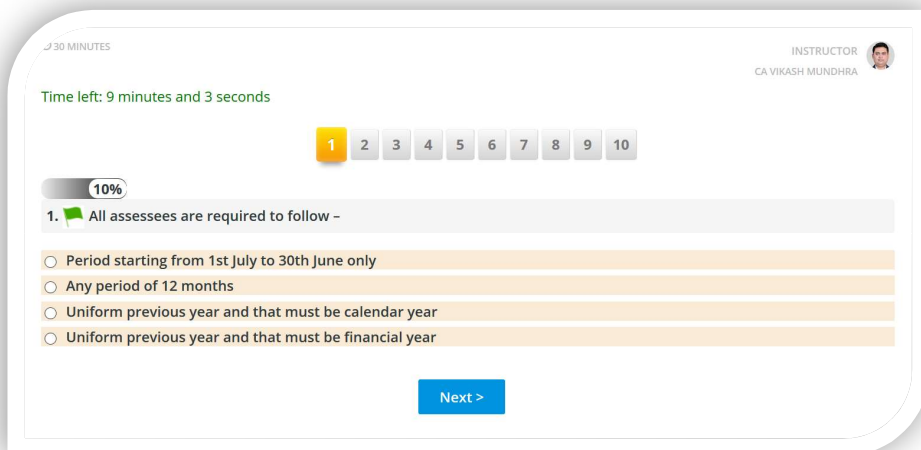 30 MINUTES
INSTRUCTOR
CA VIKASH MUNDHRA
Time left: 9 minutes and 3 seconds
1 2 3 4 5 6 7 8 9 10
10%
1. All assessees are required to follow –
Period starting from 1st July to 30th June only
Any period of 12 months
Uniform previous year and that must be calendar year
Uniform previous year and that must be financial year
Next >